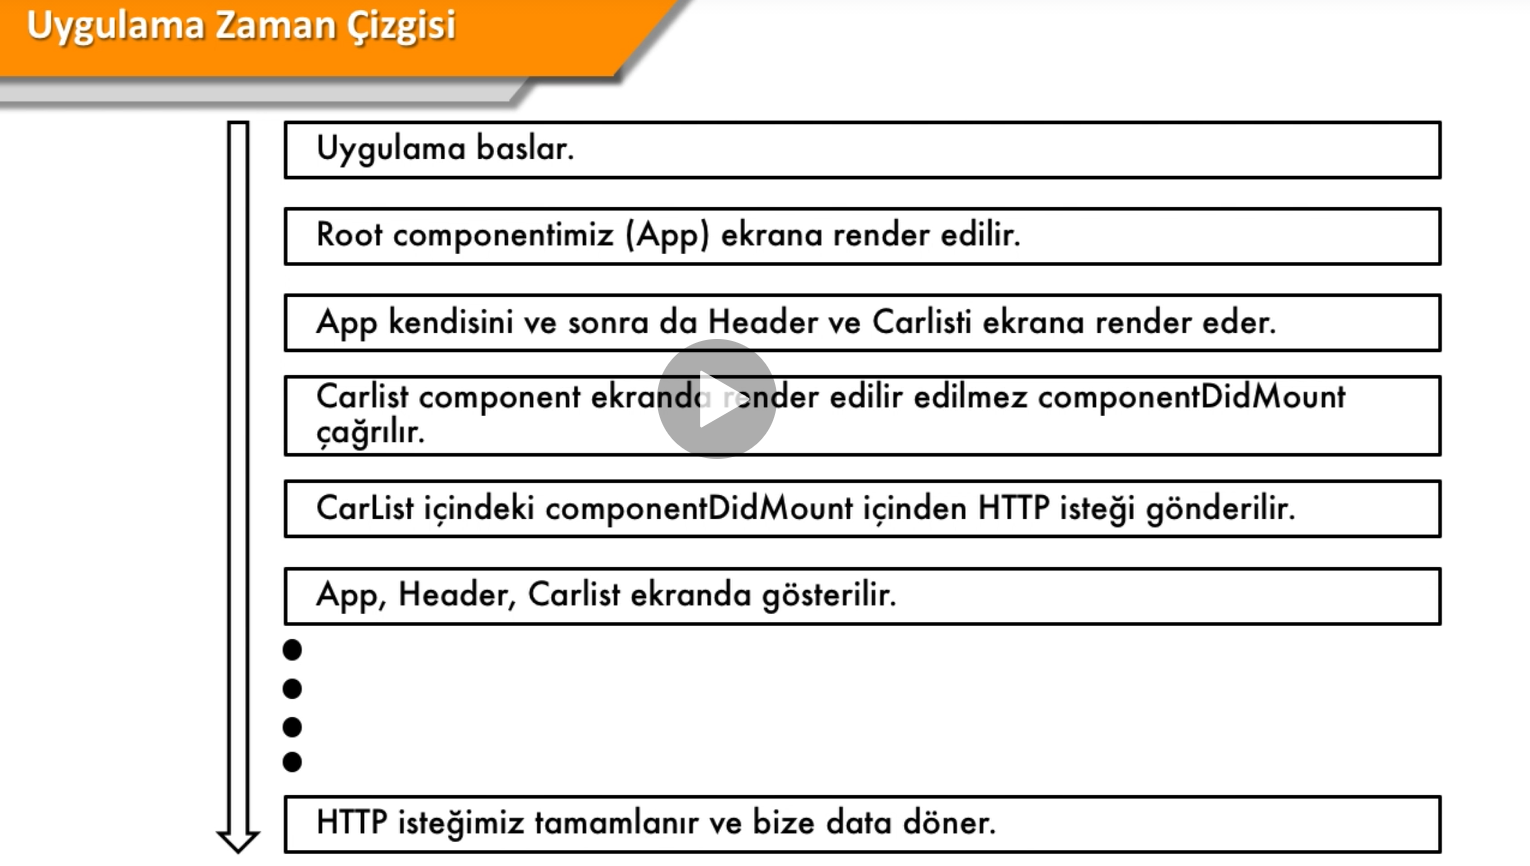 Uygulama Zaman Çizgisi
Uygulama baslar.
Root componentimiz (App) ekrana render edilir.
App kendisini ve sonra da Header ve Carlisti ekrana render eder.
Carlist component ekranda render edilir edilmez componentDidMount
çağrılır.
CarList içindeki componentDidMount içinden HTTP isteği gönderilir.
App, Header, Carlist ekranda gösterilir.
HTTP isteğimiz tamamlanır ve bize data döner.